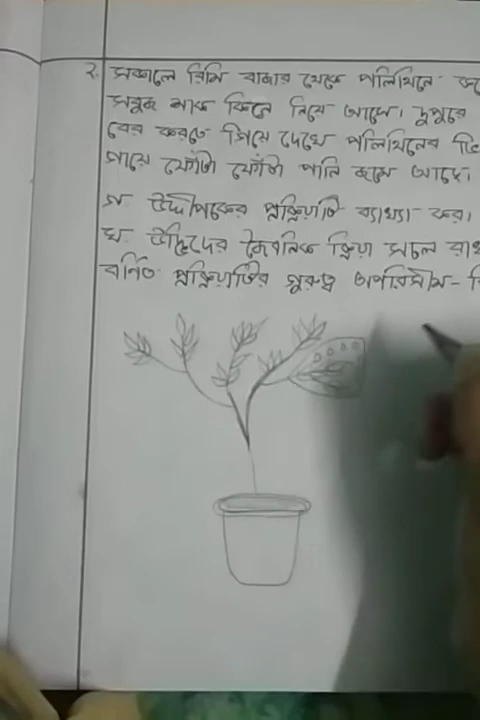 ২. সকালে রিমি বাজার থেকে পলিথিনে
সবুজ শাক কিনে নিয়ে আসে। দুপুরে
বের করতে গিয়ে দেখে পলিথিনের
গায়ে ফোঁটা ফোঁটা পানি জমে আছে।
গ. উদ্দীপকের প্রক্রিয়াটি ব্যাখ্যা কর।
ঘ. উদ্ভিদের জৈবনিক ক্রিয়া সচল
বর্ণিত প্রক্রিয়াটির গুরুত্ব অপরিসীম-